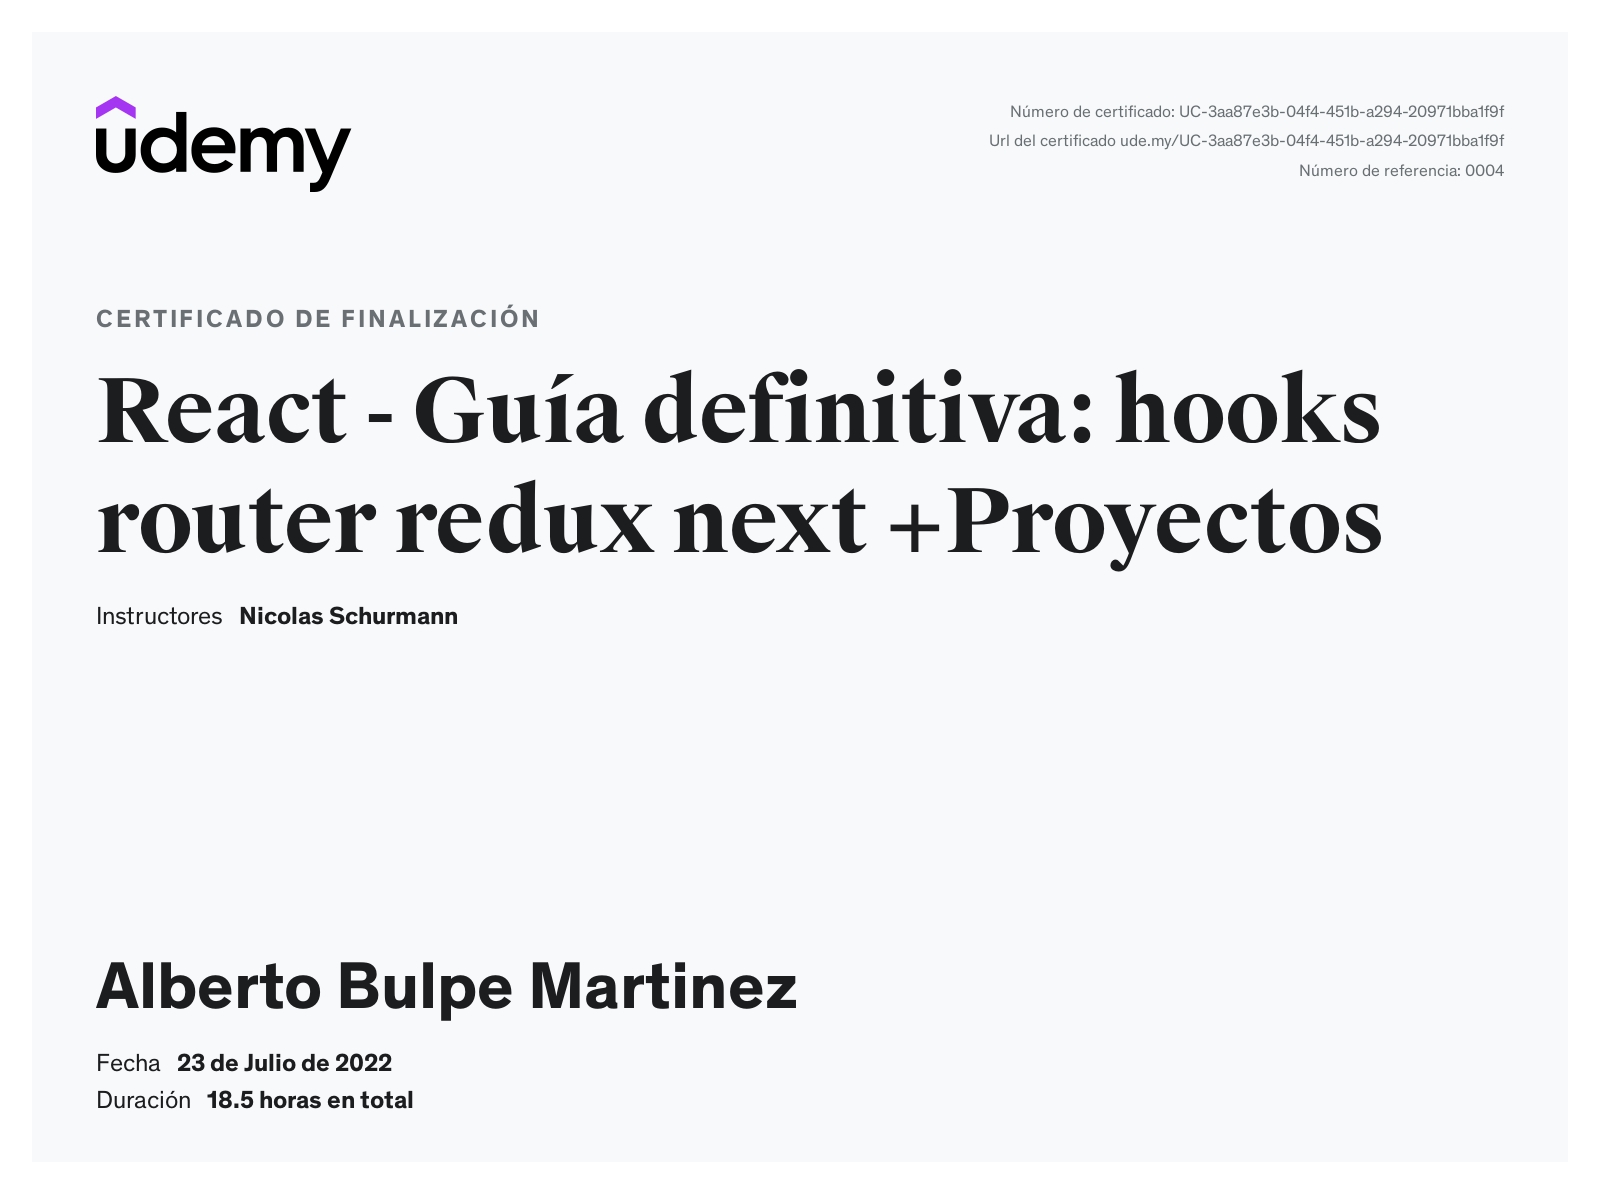 udemy
Número de certificado: UC-3aa87e3b-04f4-451b-a294-20971bba1f9f
Url del certificado ude.my/UC-3aa87e3b-04f4-451b-a294-20971bba1f9f
Número de referencia: 0004
CERTIFICADO DE FINALIZACIÓN
React - Guía definitiva: hooks
router redux next +Proyectos
Instructores Nicolas Schurmann
Alberto Bulpe Martinez
Fecha 23 de Julio de 2022
Duración 18.5 horas en total